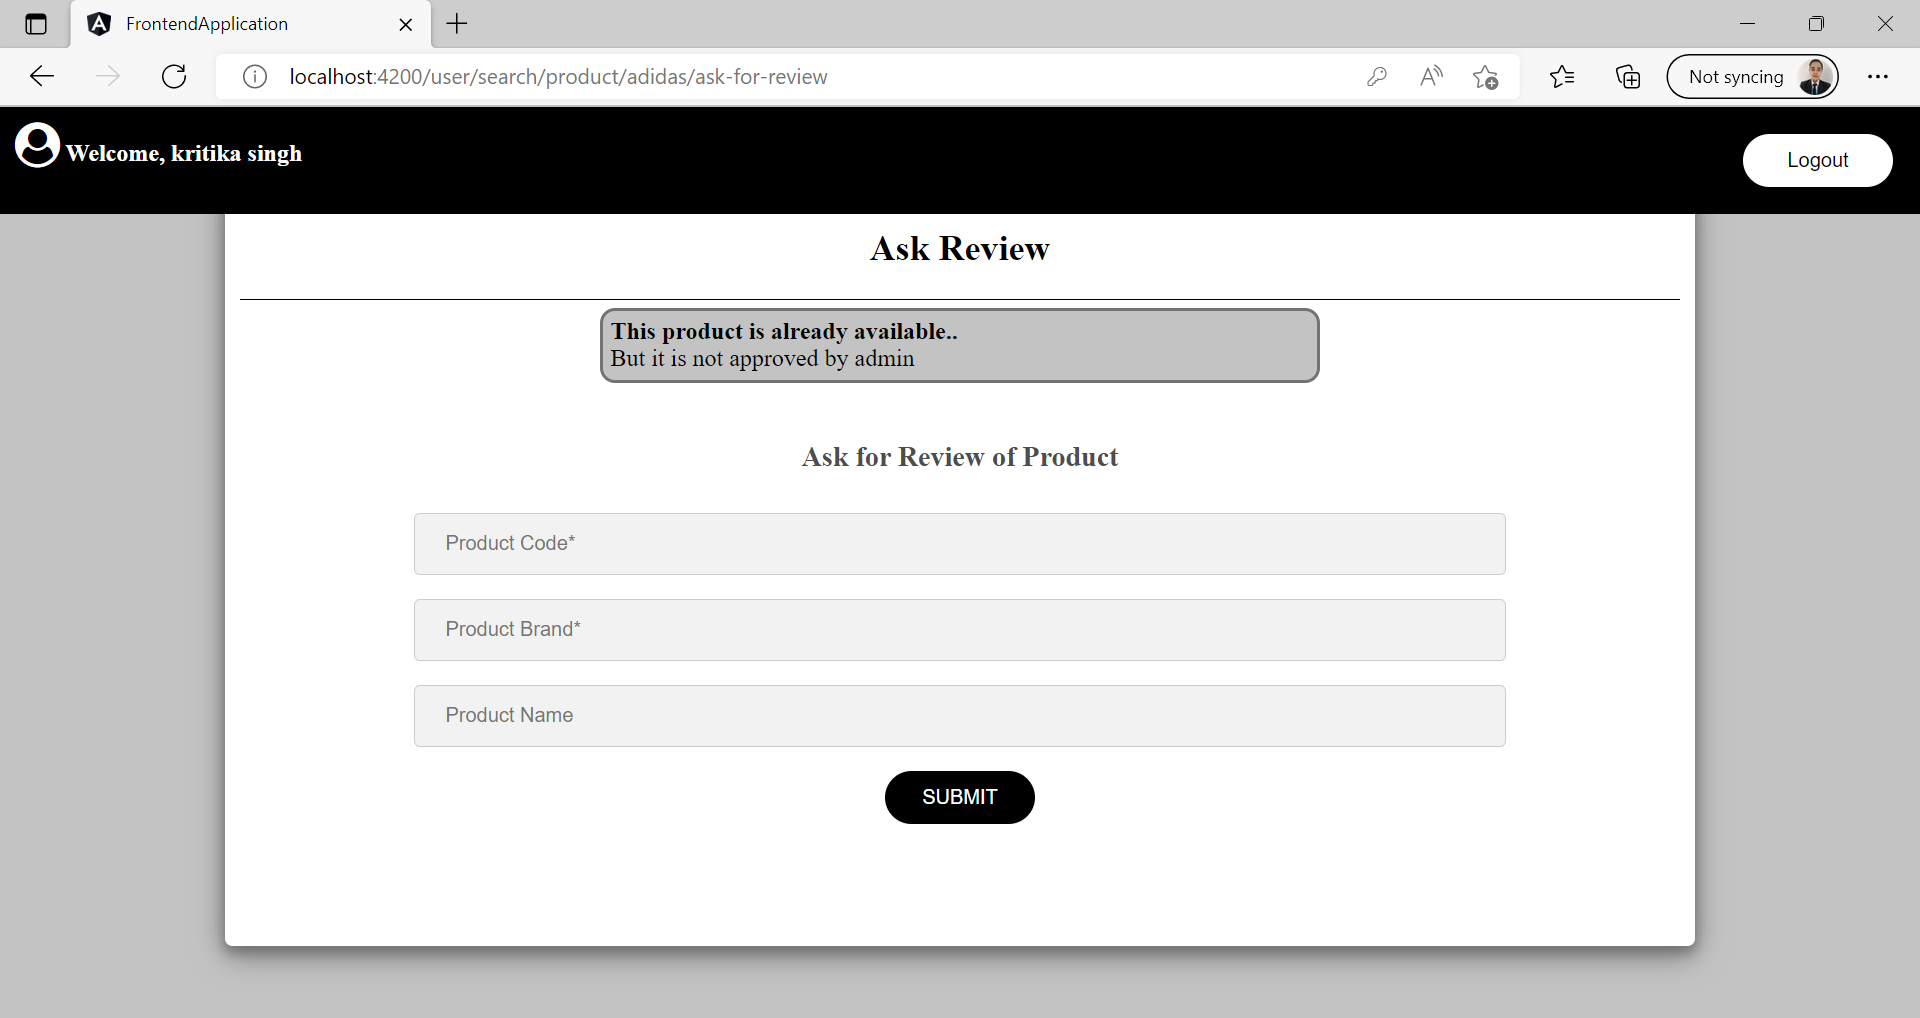 FrontendApplication
localhost:4200/user/search/product/adidas/ask-for-review
Not syncing
Welcome, kritika singh
Logout
Ask Review
This product is already available..
But it is not approved by admin
Ask for Review of Product
Product Code*
Product Brand*
Product Name
SUBMIT